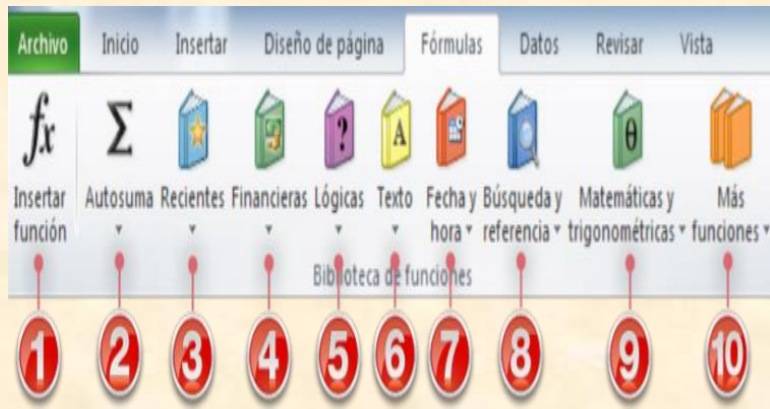 Archivo Inicio Insertar Diseño de página Fórmulas Datos Revisar Vista
fx Σ ? A θ
Insertar función
Autosuma
Recientes
Financieras
Lógicas
Texto
Fecha y hora
Búsqueda y referencia
Matemáticas y trigonométricas
Más funciones
Biblioteca de funciones
1 2 3 4 5 6 7 8 9 10